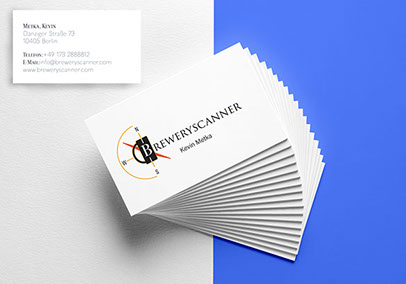 Metka, Kevin
Danziger Straße 73
10405 Berlin
Telefon: +49 173 2888812
E-Mail: info@breweryscanner.com
www.breweryscanner.com
N
W
S
B
BREWERYSCANNER
Kevin Metka